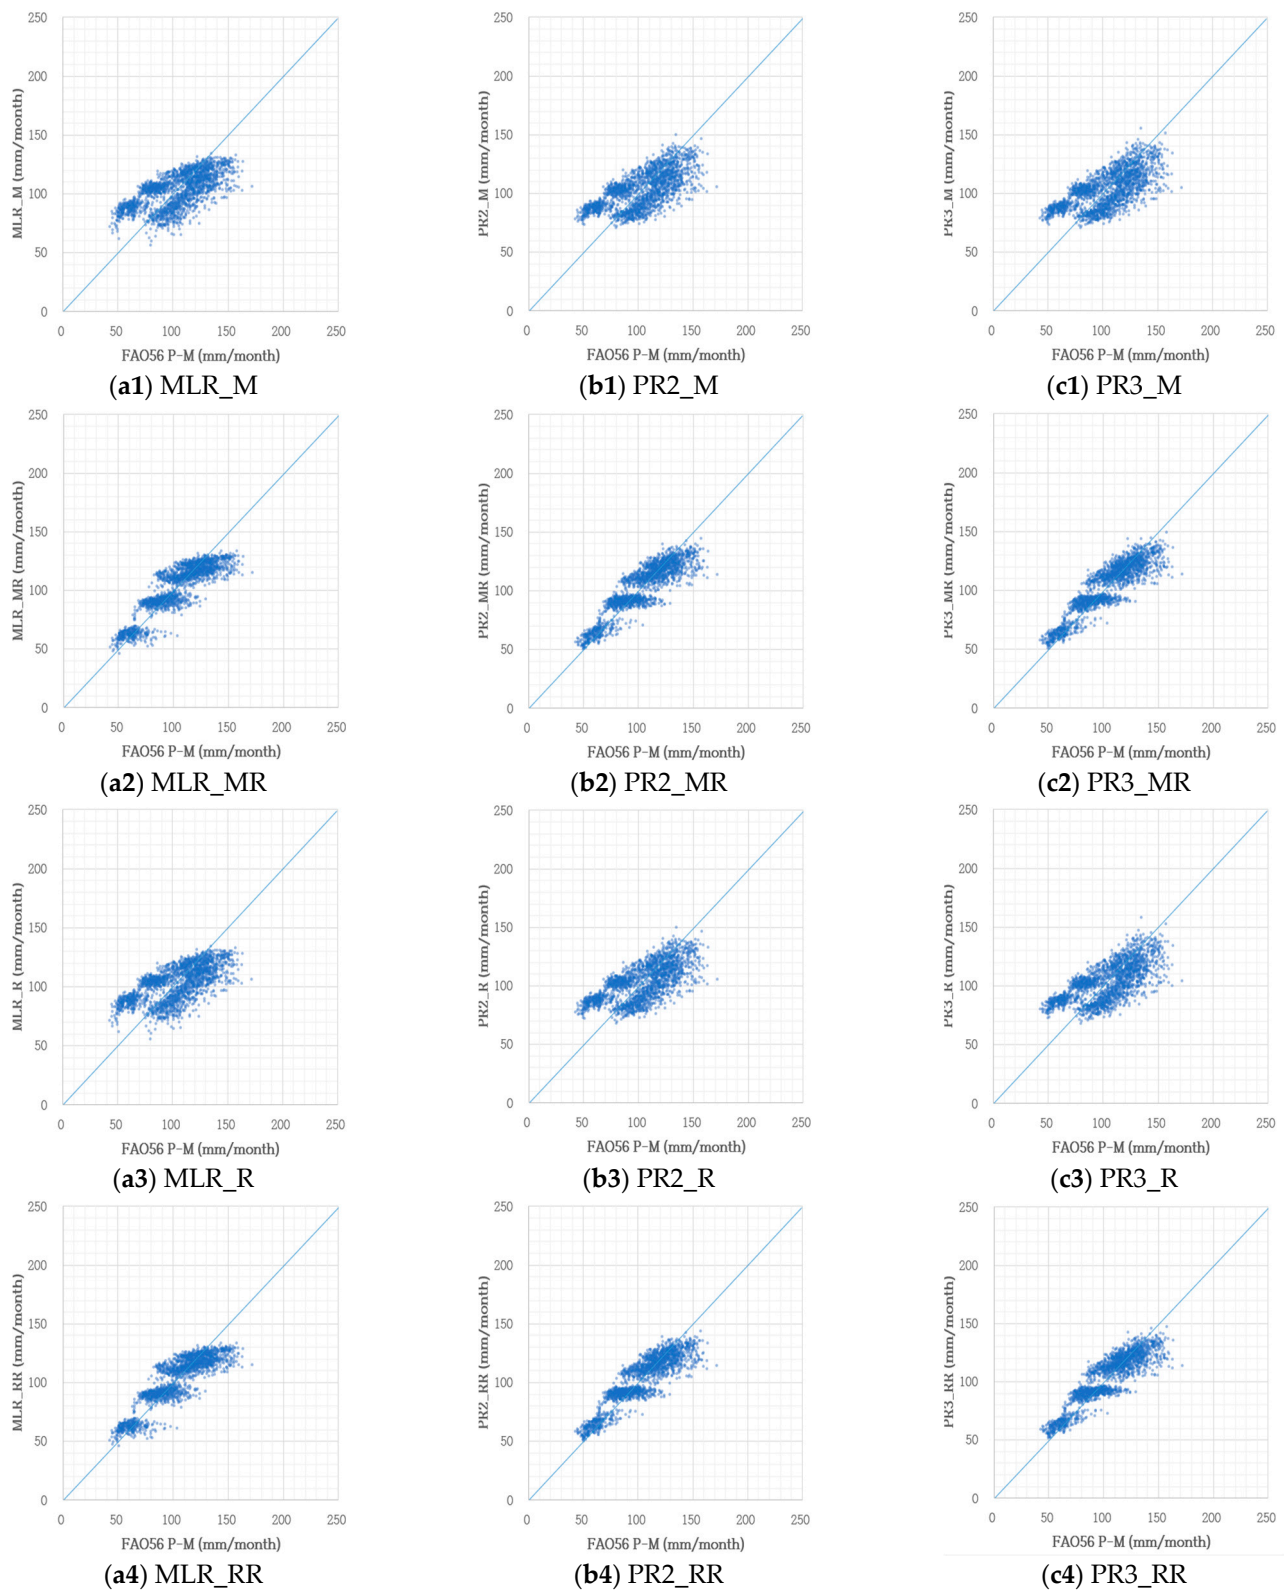 250 250 250
200 200 200
150 150 150
100 100 100
50 50 50
0 0 0
MLR_M (mm/month) PR2_M (mm/month) PR3_M (mm/month)
0 50 100 150 200 250 0 50 100 150 200 250 0 50 100 150 200 250
FAO56 P-M (mm/month) FAO56 P-M (mm/month) FAO56 P-M (mm/month)
(a1) MLR_M (b1) PR2_M (c1) PR3_M
250 250 250
200 200 200
150 150 150
100 100 100
50 50 50
0 0 0
MLR_MR (mm/month) PR2_MR (mm/month) PR3_MR (mm/month)
0 50 100 150 200 250 0 50 100 150 200 250 0 50 100 150 200 250
FAO56 P-M (mm/month) FAO56 P-M (mm/month) FAO56 P-M (mm/month)
(a2) MLR_MR (b2) PR2_MR (c2) PR3_MR
250 250 250
200 200 200
150 150 150
100 100 100
50 50 50
0 0 0
MLR_R (mm/month) PR2_R (mm/month) PR3_R (mm/month)
0 50 100 150 200 250 0 50 100 150 200 250 0 50 100 150 200 250
FAO56 P-M (mm/month) FAO56 P-M (mm/month) FAO56 P-M (mm/month)
(a3) MLR_R (b3) PR2_R (c3) PR3_R
250 250 250
200 200 200
150 150 150
100 100 100
50 50 50
0 0 0
MLR_RR (mm/month) PR2_RR (mm/month) PR3_RR (mm/month)
0 50 100 150 200 250 0 50 100 150 200 250 0 50 100 150 200 250
FAO56 P-M (mm/month) FAO56 P-M (mm/month) FAO56 P-M (mm/month)
(a4) MLR_RR (b4) PR2_RR (c4) PR3_RR